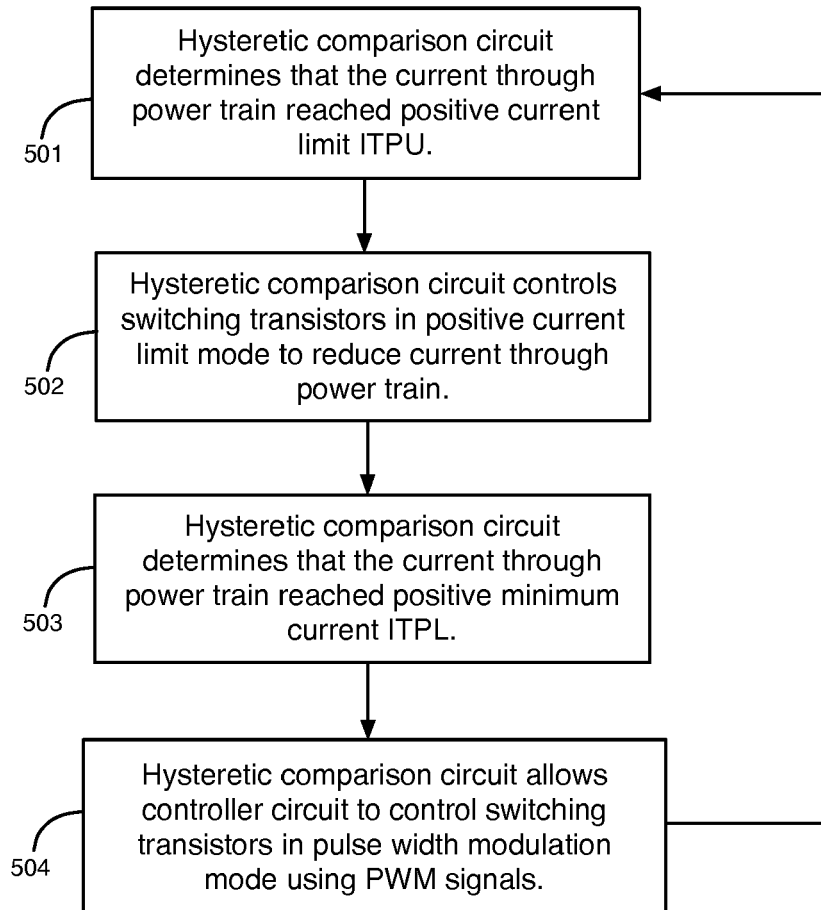 Hysteretic comparison circuit
determines that the current through
power train reached positive current
limit ITPU.
501
Hysteretic comparison circuit controls
switching transistors in positive current
limit mode to reduce current through
power train.
502
Hysteretic comparison circuit
determines that the current through
power train reached positive minimum
current ITPL.
503
Hysteretic comparison circuit allows
controller circuit to control switching
transistors in pulse width modulation
mode using PWM signals.
504